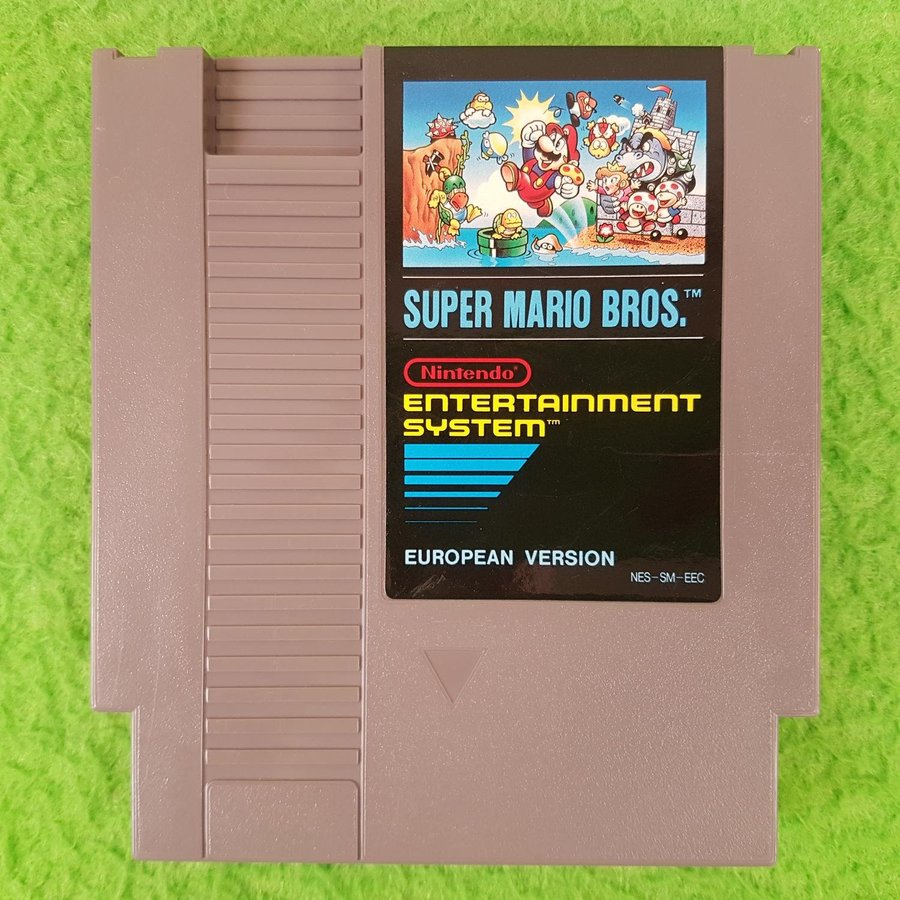 SUPER MARIO BROS.™
Nintendo®
ENTERTAINMENT
SYSTEM™
EUROPEAN VERSION
NES-SM-EEC